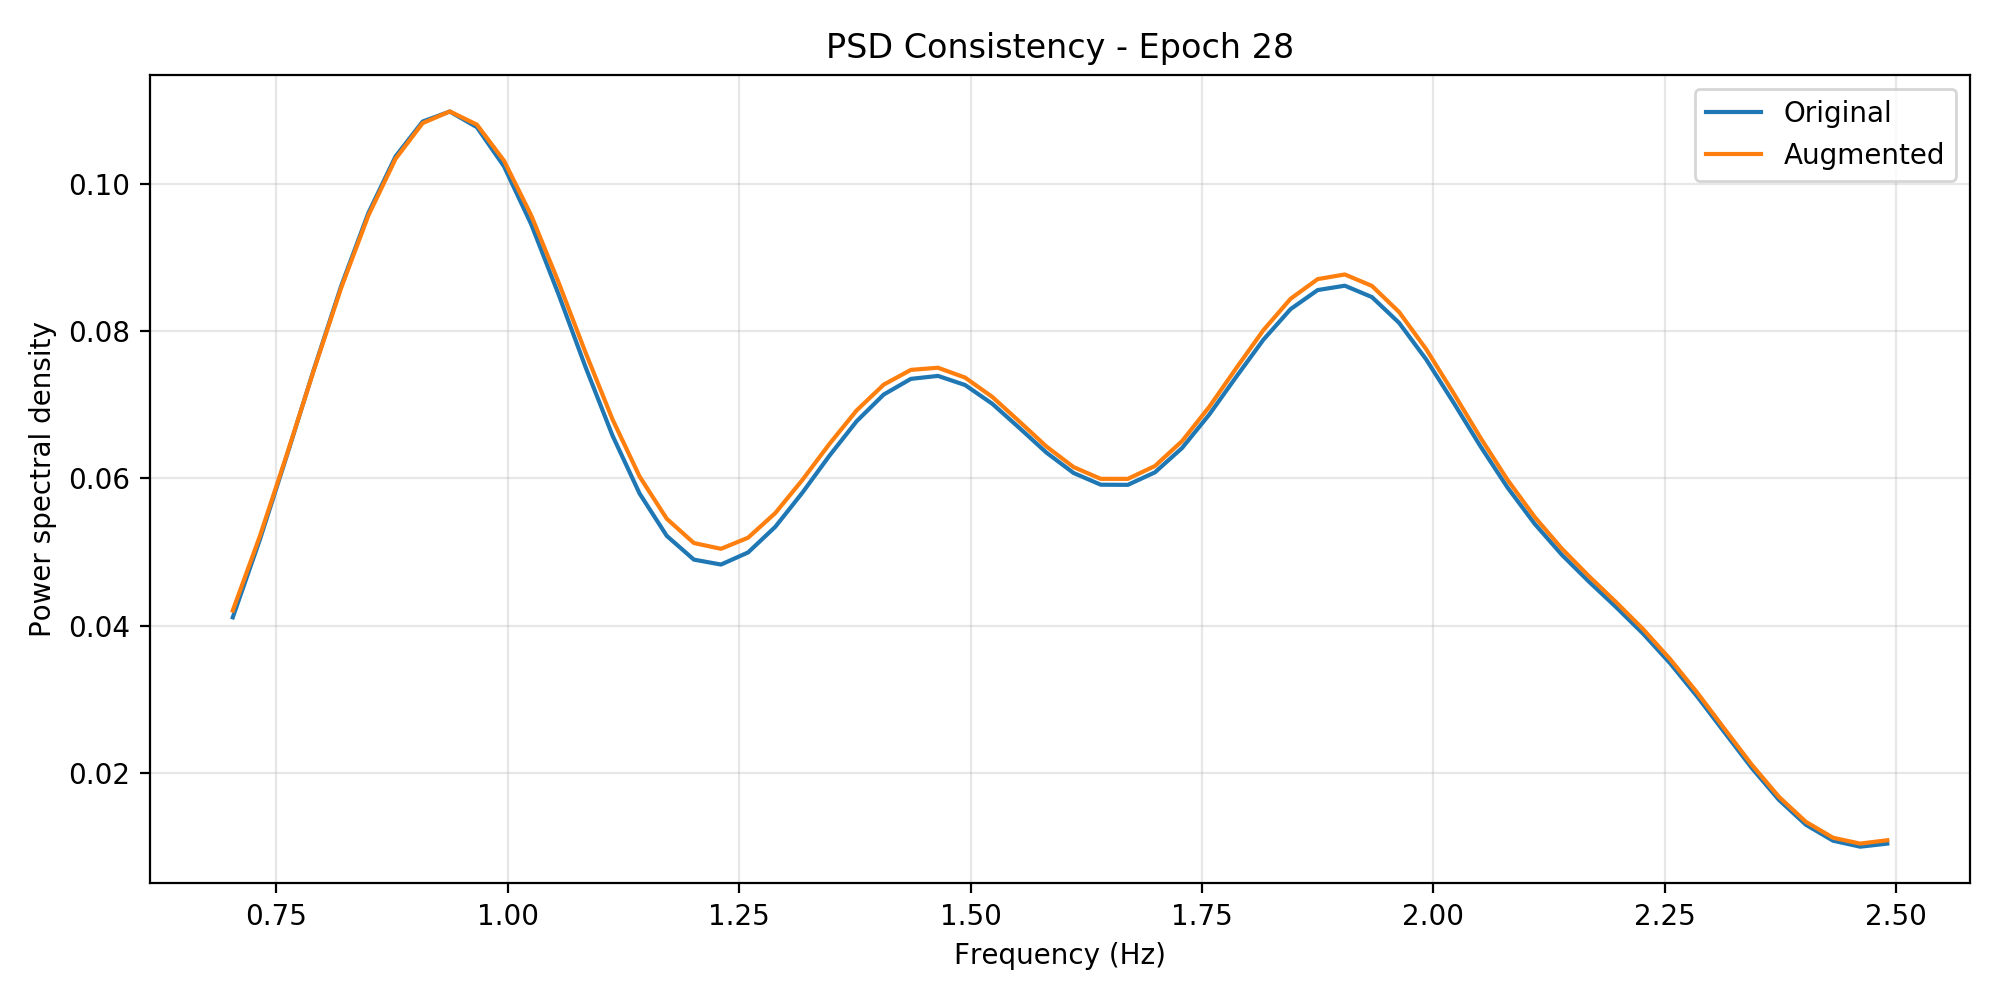 PSD Consistency - Epoch 28
Original
Augmented
Power spectral density
0.10
0.08
0.06
0.04
0.02
0.75 1.00 1.25 1.50 1.75 2.00 2.25 2.50
Frequency (Hz)